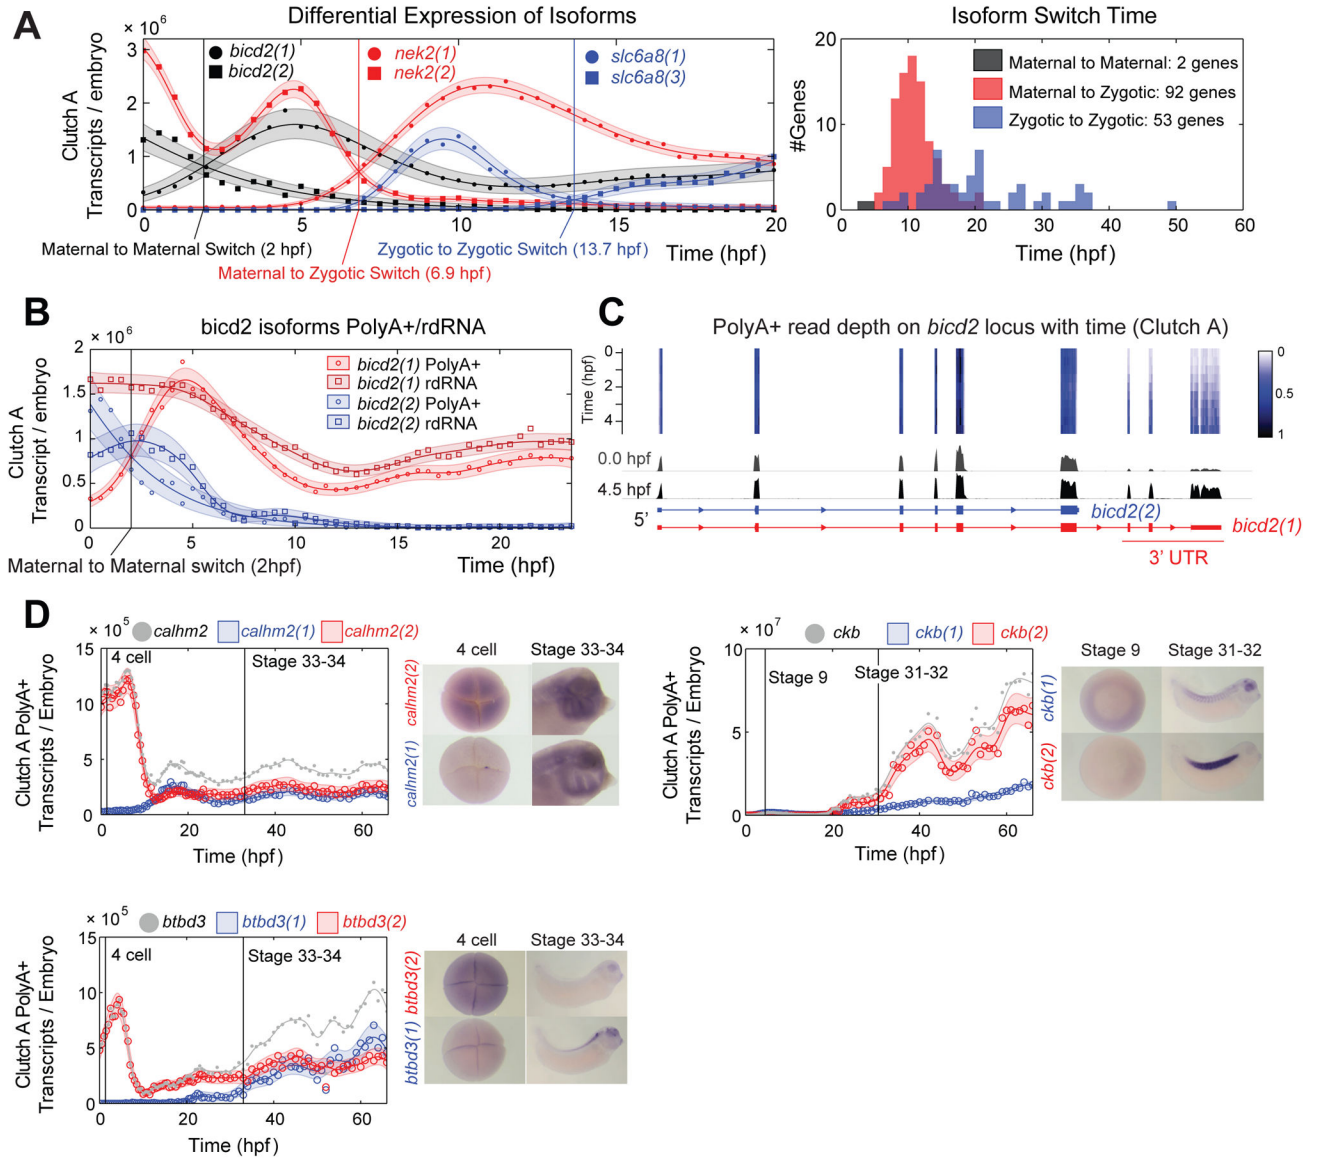 A
Differential Expression of Isoforms
× 10⁶
Clutch A
Transcripts / embryo
3
2
1
0
bicd2(1)
bicd2(2)
nek2(1)
nek2(2)
slc6a8(1)
slc6a8(3)
0
5
10
15
20
Maternal to Maternal Switch (2 hpf)
Maternal to Zygotic Switch (6.9 hpf)
Zygotic to Zygotic Switch (13.7 hpf)
Time (hpf)
Isoform Switch Time
#Genes
20
10
0
Maternal to Maternal: 2 genes
Maternal to Zygotic: 92 genes
Zygotic to Zygotic: 53 genes
0 10 20 30 40 50 60
Time (hpf)
B
bicd2 isoforms PolyA+/rdRNA
× 10⁶
Clutch A
Transcript / embryo
2
1.5
1
0.5
0
bicd2(1) PolyA+
bicd2(1) rdRNA
bicd2(2) PolyA+
bicd2(2) rdRNA
0 5 10 15 20
Maternal to Maternal switch (2hpf)
Time (hpf)
C
PolyA+ read depth on bicd2 locus with time (Clutch A)
Time (hpf)
0
2
4
0
0.5
1
0.0 hpf
4.5 hpf
5'
bicd2(2)
bicd2(1)
3' UTR
D
× 10⁵
calhm2 calhm2(1) calhm2(2)
Clutch A PolyA+
Transcripts / Embryo
15
10
5
0
4 cell
Stage 33-34
0 20 40 60
Time (hpf)
4 cell Stage 33-34
calhm2(2)
calhm2(1)
× 10⁷
ckb ckb(1) ckb(2)
Clutch A PolyA+
Transcripts / Embryo
10
5
0
Stage 9
Stage 31-32
0 20 40 60
Time (hpf)
Stage 9 Stage 31-32
ckb(1)
ckb(2)
× 10⁵
btbd3 btbd3(1) btbd3(2)
Clutch A PolyA+
Transcripts / Embryo
15
10
5
0
4 cell
Stage 33-34
0 20 40 60
Time (hpf)
4 cell Stage 33-34
btbd3(2)
btbd3(1)